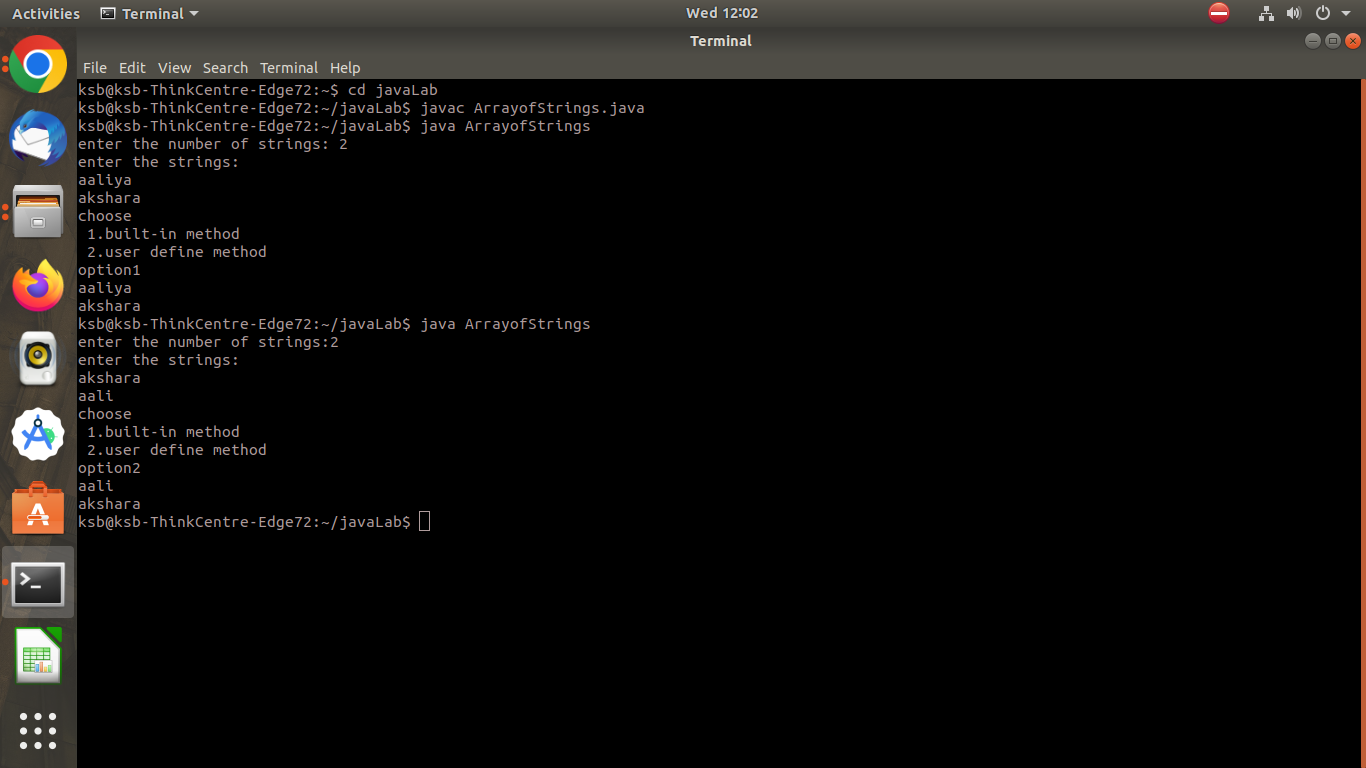 Activities Terminal Wed 12:02
Terminal
File Edit View Search Terminal Help
ksb@ksb-ThinkCentre-Edge72:~$ cd javaLab
ksb@ksb-ThinkCentre-Edge72:~/javaLab$ javac ArrayofStrings.java
ksb@ksb-ThinkCentre-Edge72:~/javaLab$ java ArrayofStrings
enter the number of strings: 2
enter the strings:
aaliya
akshara
choose
 1.built-in method
 2.user define method
option1
aaliya
akshara
ksb@ksb-ThinkCentre-Edge72:~/javaLab$ java ArrayofStrings
enter the number of strings:2
enter the strings:
akshara
aali
choose
 1.built-in method
 2.user define method
option2
aali
akshara
ksb@ksb-ThinkCentre-Edge72:~/javaLab$